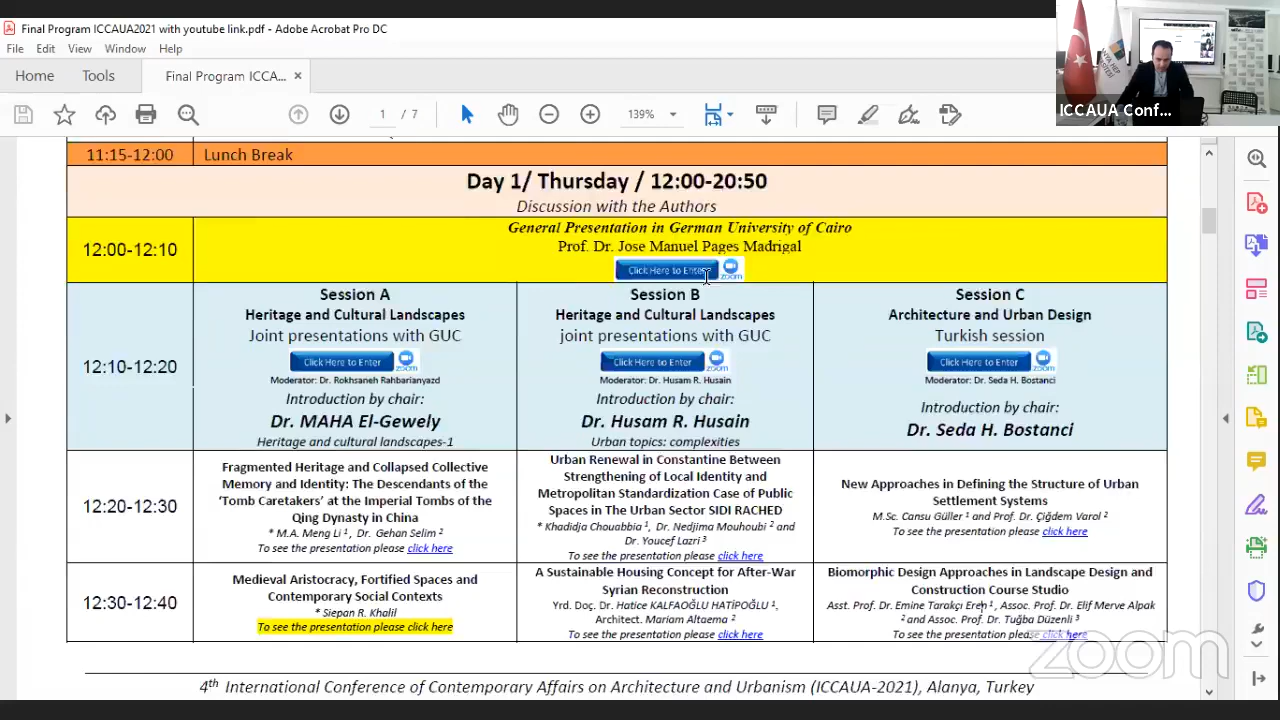 Final Program ICCAUA2021 with youtube link.pdf - Adobe Acrobat Pro DC
File Edit View Window Help
Home Tools Final Program ICCA... ×
1 / 7 139%
ICCAUA Conf...
11:15-12:00 Lunch Break
Day 1/ Thursday / 12:00-20:50
Discussion with the Authors
12:00-12:10
General Presentation in German University of Cairo
Prof. Dr. Jose Manuel Pages Madrigal
Click Here to Enter zoom
12:10-12:20
Session A
Heritage and Cultural Landscapes
Joint presentations with GUC
Click Here to Enter zoom
Moderator: Dr. Rokhsaneh Rahbarianyazd
Introduction by chair:
Dr. MAHA El-Gewely
Heritage and cultural landscapes-1
Session B
Heritage and Cultural Landscapes
joint presentations with GUC
Click Here to Enter zoom
Moderator: Dr. Husam R. Husain
Introduction by chair:
Dr. Husam R. Husain
Urban topics: complexities
Session C
Architecture and Urban Design
Turkish session
Click Here to Enter zoom
Moderator: Dr. Seda H. Bostanci
Introduction by chair:
Dr. Seda H. Bostanci
12:20-12:30
Fragmented Heritage and Collapsed Collective
Memory and Identity: The Descendants of the
‘Tomb Caretakers’ at the Imperial Tombs of the
Qing Dynasty in China
* M.A. Meng Li 1, Dr. Gehan Selim 2
To see the presentation please click here
Urban Renewal in Constantine Between
Strengthening of Local Identity and
Metropolitan Standardization Case of Public
Spaces in The Urban Sector SIDI RACHED
* Khadidja Chouabbia 1, Dr. Nedjima Mouhoubi 2 and
Dr. Youcef Lazri 3
To see the presentation please click here
New Approaches in Defining the Structure of Urban
Settlement Systems
M.Sc. Cansu Güller 1 and Prof. Dr. Çiğdem Varol 2
To see the presentation please click here
12:30-12:40
Medieval Aristocracy, Fortified Spaces and
Contemporary Social Contexts
* Siepan R. Khalil
To see the presentation please click here
A Sustainable Housing Concept for After-War
Syrian Reconstruction
Yrd. Doç. Dr. Hatice KALFAOĞLU HATİPOĞLU 1,
Architect. Mariam Altaema 2
To see the presentation please click here
Biomorphic Design Approaches in Landscape Design and
Construction Course Studio
Asst. Prof. Dr. Emine Tarakçı Eren 1, Assoc. Prof. Dr. Elif Merve Alpak
2 and Assoc. Prof. Dr. Tuğba Düzenli 3
To see the presentation please click here
zoom
4th International Conference of Contemporary Affairs on Architecture and Urbanism (ICCAUA-2021), Alanya, Turkey